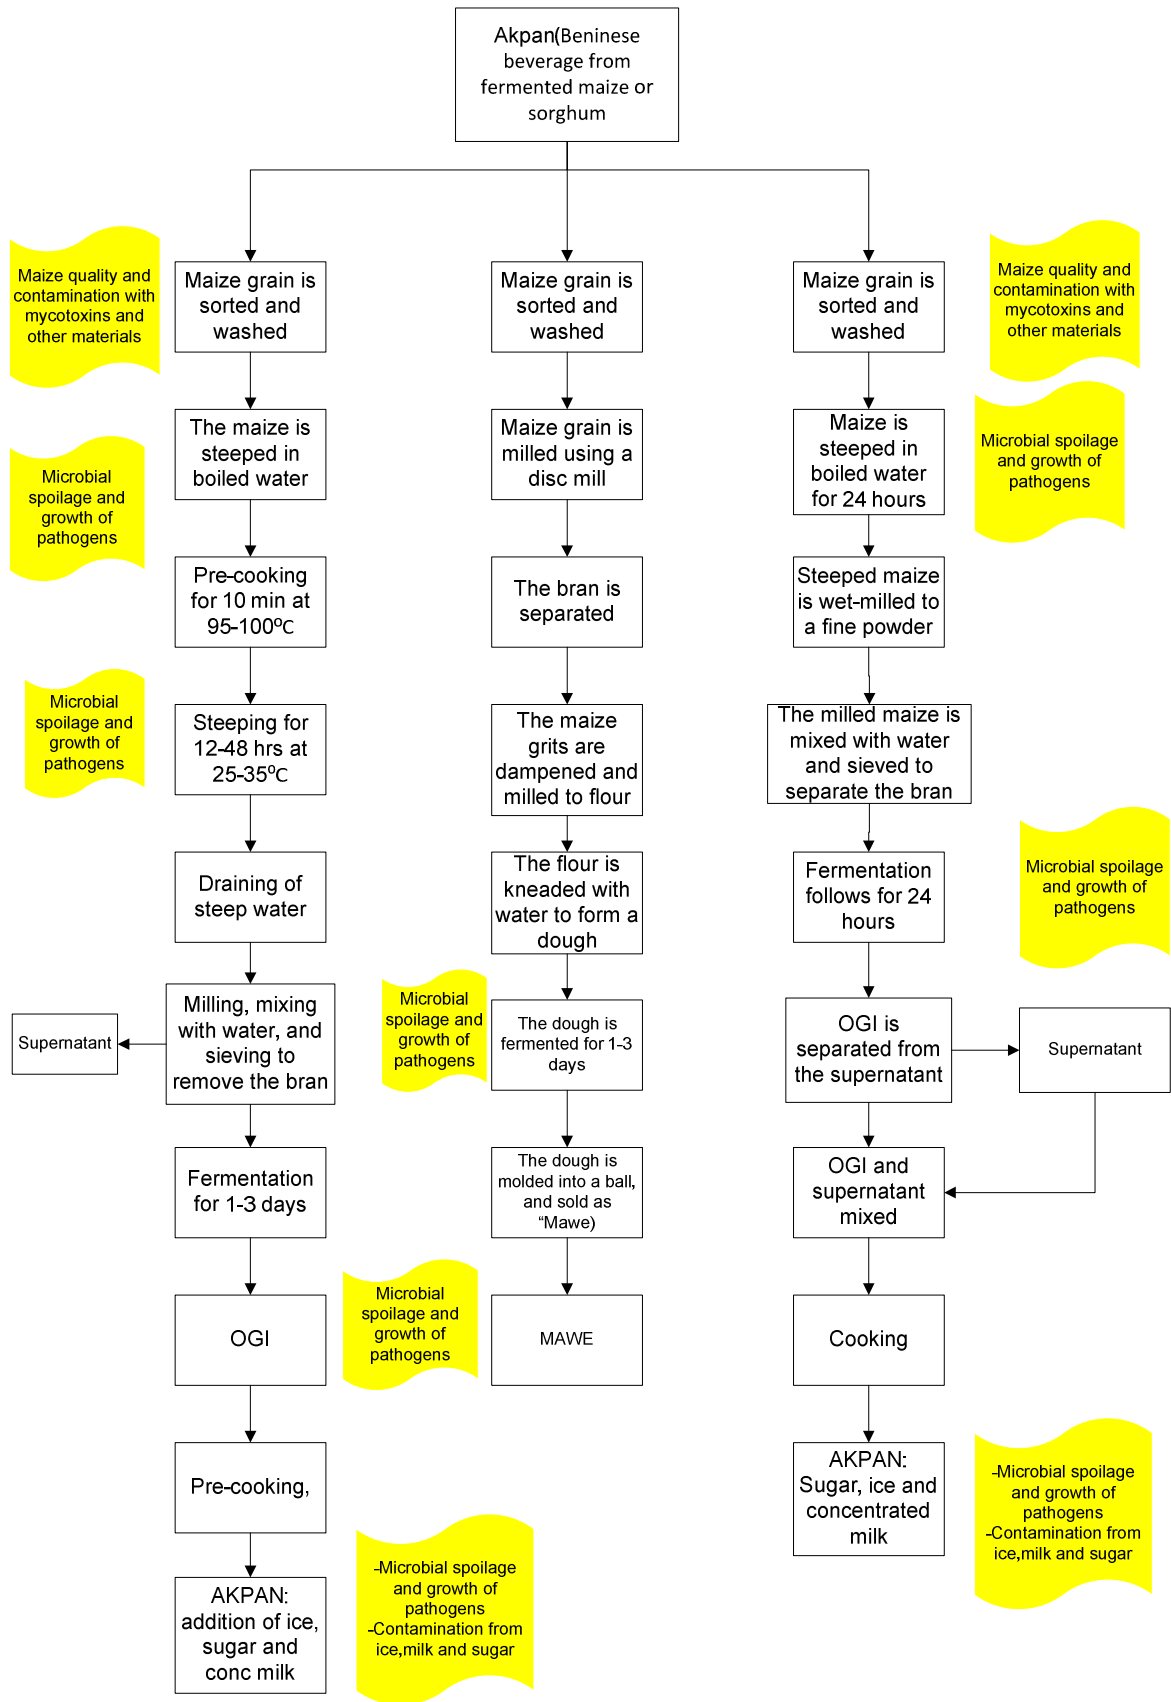 Akpan(Beninese
beverage from
fermented maize or
sorghum
Maize quality and
contamination with
mycotoxins and
other materials
Maize grain is
sorted and
washed
Maize grain is
sorted and
washed
Maize grain is
sorted and
washed
Maize quality and
contamination with
mycotoxins and
other materials
Microbial
spoilage and
growth of
pathogens
The maize is
steeped in
boiled water
Maize grain is
milled using a
disc mill
Maize is
steeped in
boiled water
for 24 hours
Microbial spoilage
and growth of
pathogens
Pre-cooking
for 10 min at
95-100ºC
The bran is
separated
Steeped maize
is wet-milled to
a fine powder
Microbial
spoilage and
growth of
pathogens
Steeping for
12-48 hrs at
25-35ºC
The maize
grits are
dampened and
milled to flour
The milled maize is
mixed with water
and sieved to
separate the bran
Draining of
steep water
The flour is
kneaded with
water to form a
dough
Fermentation
follows for 24
hours
Microbial spoilage
and growth of
pathogens
Supernatant
Milling, mixing
with water, and
sieving to
remove the bran
Microbial
spoilage and
growth of
pathogens
The dough is
fermented for 1-3
days
OGI is
separated from
the supernatant
Supernatant
Fermentation
for 1-3 days
The dough is
molded into a ball,
and sold as
“Mawe)
OGI and
supernatant
mixed
OGI
Microbial
spoilage and
growth of
pathogens
MAWE
Cooking
Pre-cooking,
AKPAN:
Sugar, ice and
concentrated
milk
-Microbial spoilage
and growth of
pathogens
-Contamination from
ice,milk and sugar
AKPAN:
addition of ice,
sugar and
conc milk
-Microbial spoilage
and growth of
pathogens
-Contamination from
ice,milk and sugar